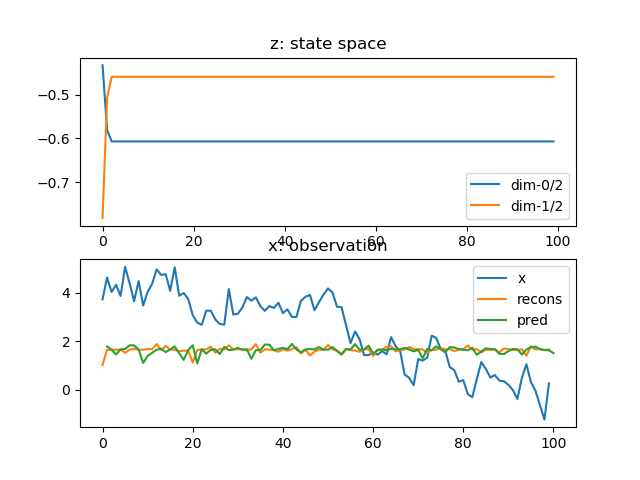 z: state space
−0.5
−0.6
−0.7
dim-0/2
dim-1/2
0 20 40 60 80 100
x: observation
4
2
0
x
recons
pred
0 20 40 60 80 100